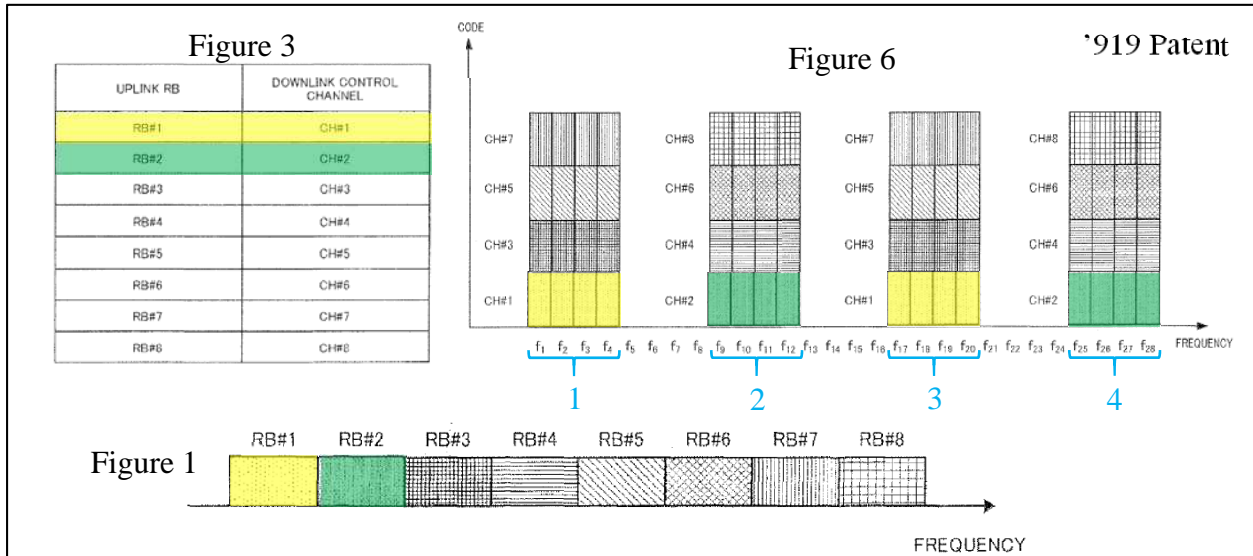 Figure 3
UPLINK RB DOWNLINK CONTROL CHANNEL
RB#1 CH#1
RB#2 CH#2
RB#3 CH#3
RB#4 CH#4
RB#5 CH#5
RB#6 CH#6
RB#7 CH#7
RB#8 CH#8
CODE
Figure 6
'919 Patent
CH#7 CH#8 CH#7 CH#8
CH#5 CH#6 CH#5 CH#6
CH#3 CH#4 CH#3 CH#4
CH#1 CH#2 CH#1 CH#2
f1 f2 f3 f4 f5 f6 f7 f8 f9 f10 f11 f12 f13 f14 f15 f16 f17 f18 f19 f20 f21 f22 f23 f24 f25 f26 f27 f28 FREQUENCY
1 2 3 4
Figure 1
RB#1 RB#2 RB#3 RB#4 RB#5 RB#6 RB#7 RB#8
FREQUENCY